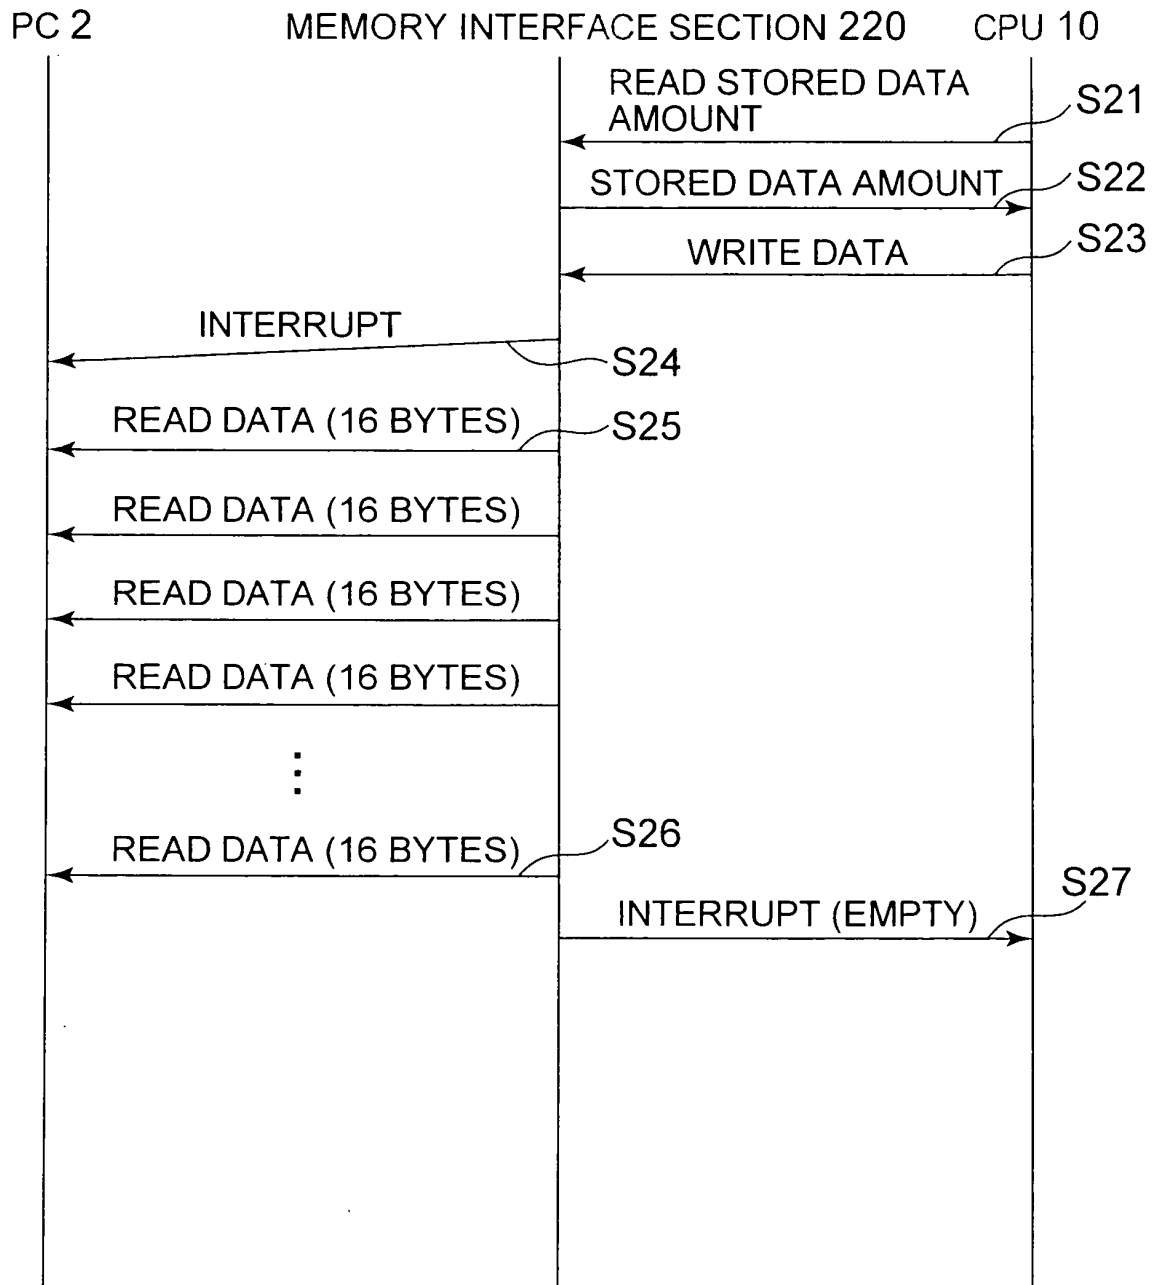 PC 2 MEMORY INTERFACE SECTION 220 CPU 10
READ STORED DATA
AMOUNT
S21
STORED DATA AMOUNT
S22
WRITE DATA
S23
INTERRUPT
S24
READ DATA (16 BYTES)
S25
READ DATA (16 BYTES)
READ DATA (16 BYTES)
READ DATA (16 BYTES)
READ DATA (16 BYTES)
S26
INTERRUPT (EMPTY)
S27